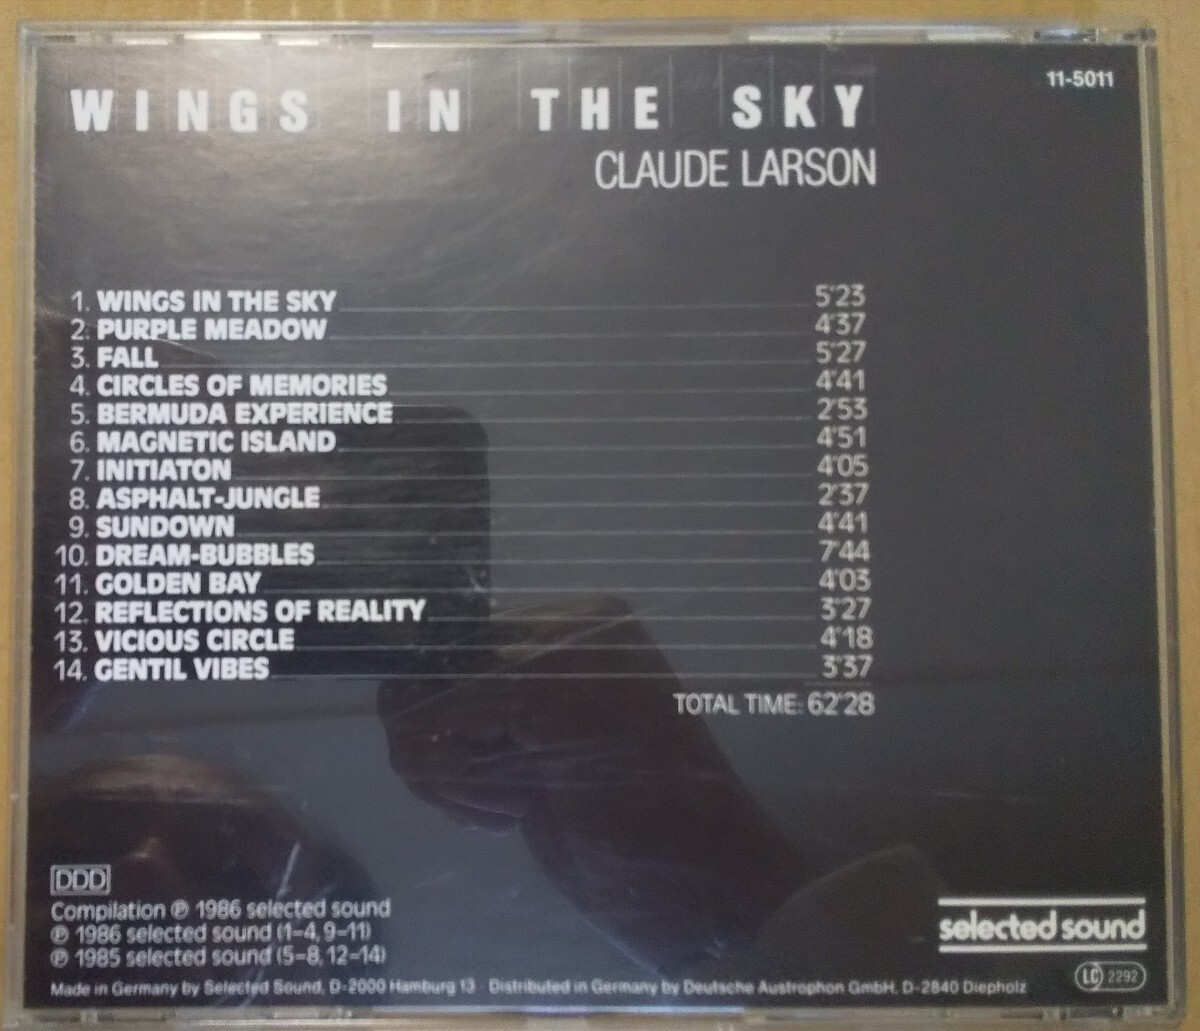 WINGS IN THE SKY
11-5011
CLAUDE LARSON
1. WINGS IN THE SKY 5'23
2. PURPLE MEADOW 4'37
3. FALL 5'27
4. CIRCLES OF MEMORIES 4'41
5. BERMUDA EXPERIENCE 2'53
6. MAGNETIC ISLAND 4'51
7. INITIATON 4'05
8. ASPHALT-JUNGLE 2'37
9. SUNDOWN 4'41
10. DREAM-BUBBLES 7'44
11. GOLDEN BAY 4'03
12. REFLECTIONS OF REALITY 3'27
13. VICIOUS CIRCLE 4'18
14. GENTIL VIBES 3'37
TOTAL TIME: 62'28
DDD
Compilation ℗ 1986 selected sound
℗ 1986 selected sound (1-4, 9-11)
℗ 1985 selected sound (5-8, 12-14)
selected sound
LC 2292
Made in Germany by Selected Sound, D-2000 Hamburg 13 · Distributed in Germany by Deutsche Austrophon GmbH, D-2840 Diepholz